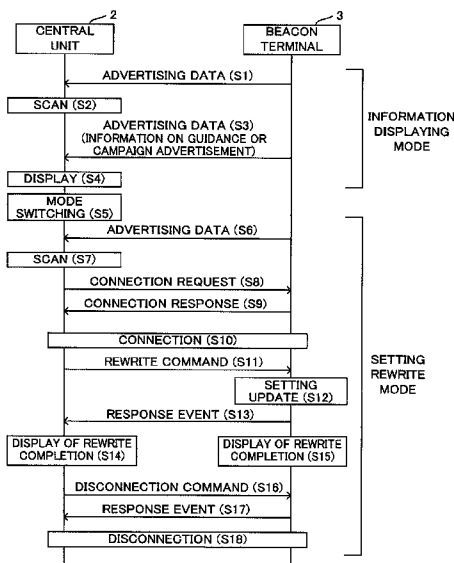 2
3
CENTRAL
UNIT
BEACON
TERMINAL
ADVERTISING DATA (S1)
SCAN (S2)
ADVERTISING DATA (S3)
(INFORMATION ON GUIDANCE OR
CAMPAIGN ADVERTISEMENT)
INFORMATION
DISPLAYING
MODE
DISPLAY (S4)
MODE
SWITCHING (S5)
ADVERTISING DATA (S6)
SCAN (S7)
CONNECTION REQUEST (S8)
CONNECTION RESPONSE (S9)
CONNECTION (S10)
REWRITE COMMAND (S11)
SETTING
UPDATE (S12)
SETTING
REWRITE
MODE
RESPONSE EVENT (S13)
DISPLAY OF REWRITE
COMPLETION (S14)
DISPLAY OF REWRITE
COMPLETION (S15)
DISCONNECTION COMMAND (S16)
RESPONSE EVENT (S17)
DISCONNECTION (S18)